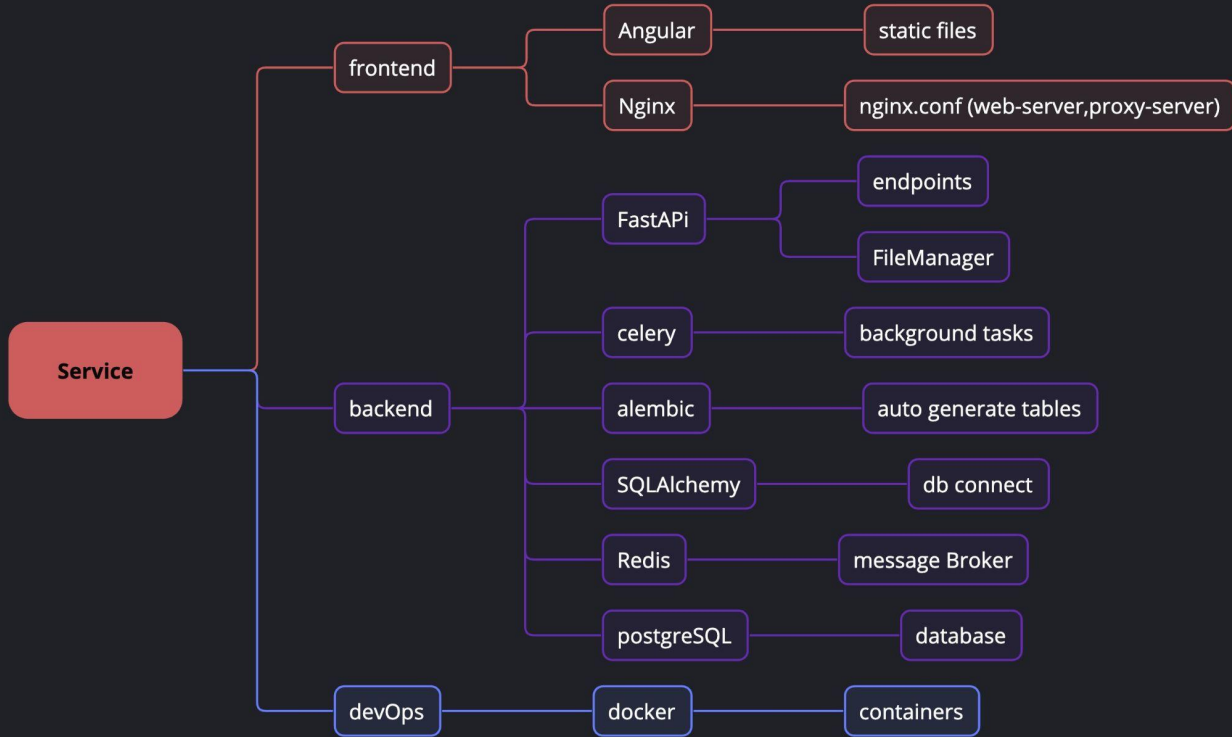 Angular
static files
frontend
Nginx
nginx.conf (web-server,proxy-server)
endpoints
FastAPi
FileManager
celery
background tasks
Service
backend
alembic
auto generate tables
SQLAlchemy
db connect
Redis
message Broker
postgreSQL
database
devOps
docker
containers